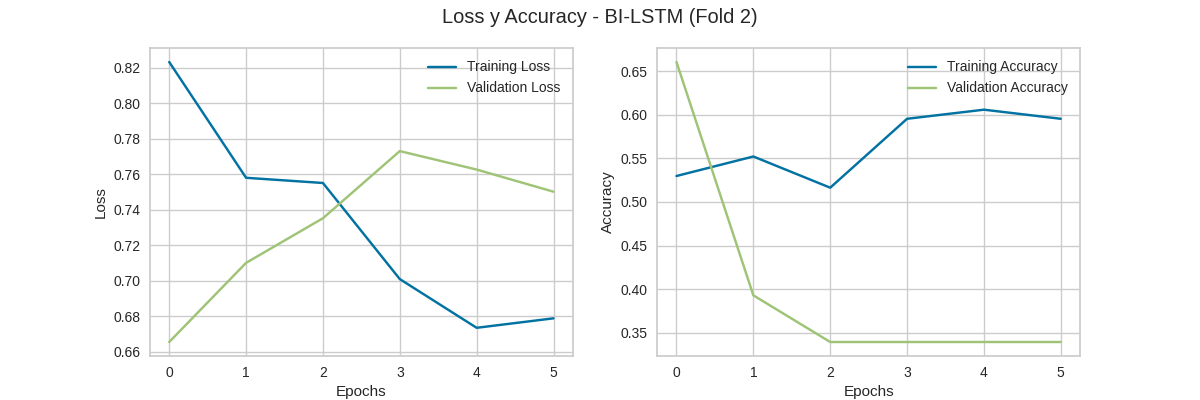 Loss y Accuracy - BI-LSTM (Fold 2)
Training Loss
Validation Loss
0.82
0.80
0.78
0.76
0.74
0.72
0.70
0.68
0.66
Loss
0 1 2 3 4 5
Epochs
Training Accuracy
Validation Accuracy
0.65
0.60
0.55
0.50
0.45
0.40
0.35
Accuracy
0 1 2 3 4 5
Epochs